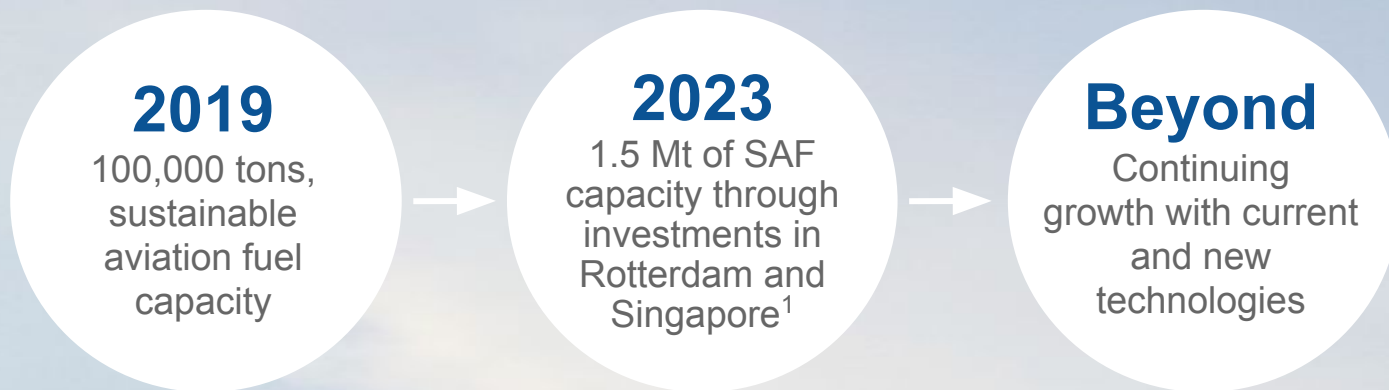 2019
100,000 tons,
sustainable
aviation fuel
capacity
2023
1.5 Mt of SAF
capacity through
investments in
Rotterdam and
Singapore¹
Beyond
Continuing
growth with current
and new
technologies